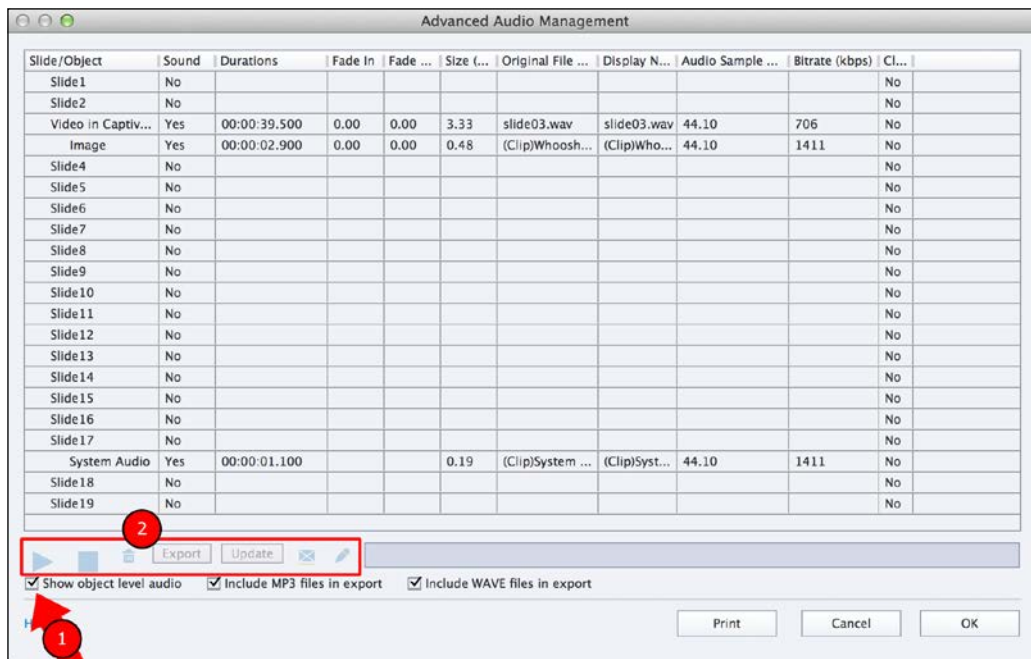 Advanced Audio Management
Slide/Object Sound Durations Fade In Fade ... Size (... Original File ... Display N... Audio Sample ... Bitrate (kbps) Cl...
Slide1 No No
Slide2 No No
Video in Captiv... Yes 00:00:39.500 0.00 0.00 3.33 slide03.wav slide03.wav 44.10 706 No
Image Yes 00:00:02.900 0.00 0.00 0.48 (Clip)Whoosh... (Clip)Who... 44.10 1411 No
Slide4 No No
Slide5 No No
Slide6 No No
Slide7 No No
Slide8 No No
Slide9 No No
Slide10 No No
Slide11 No No
Slide12 No No
Slide13 No No
Slide14 No No
Slide15 No No
Slide16 No No
Slide17 No No
System Audio Yes 00:00:01.100 0.19 (Clip)System ... (Clip)Syst... 44.10 1411 No
Slide18 No No
Slide19 No No
2
Export Update
Show object level audio Include MP3 files in export Include WAVE files in export
1
Print Cancel OK